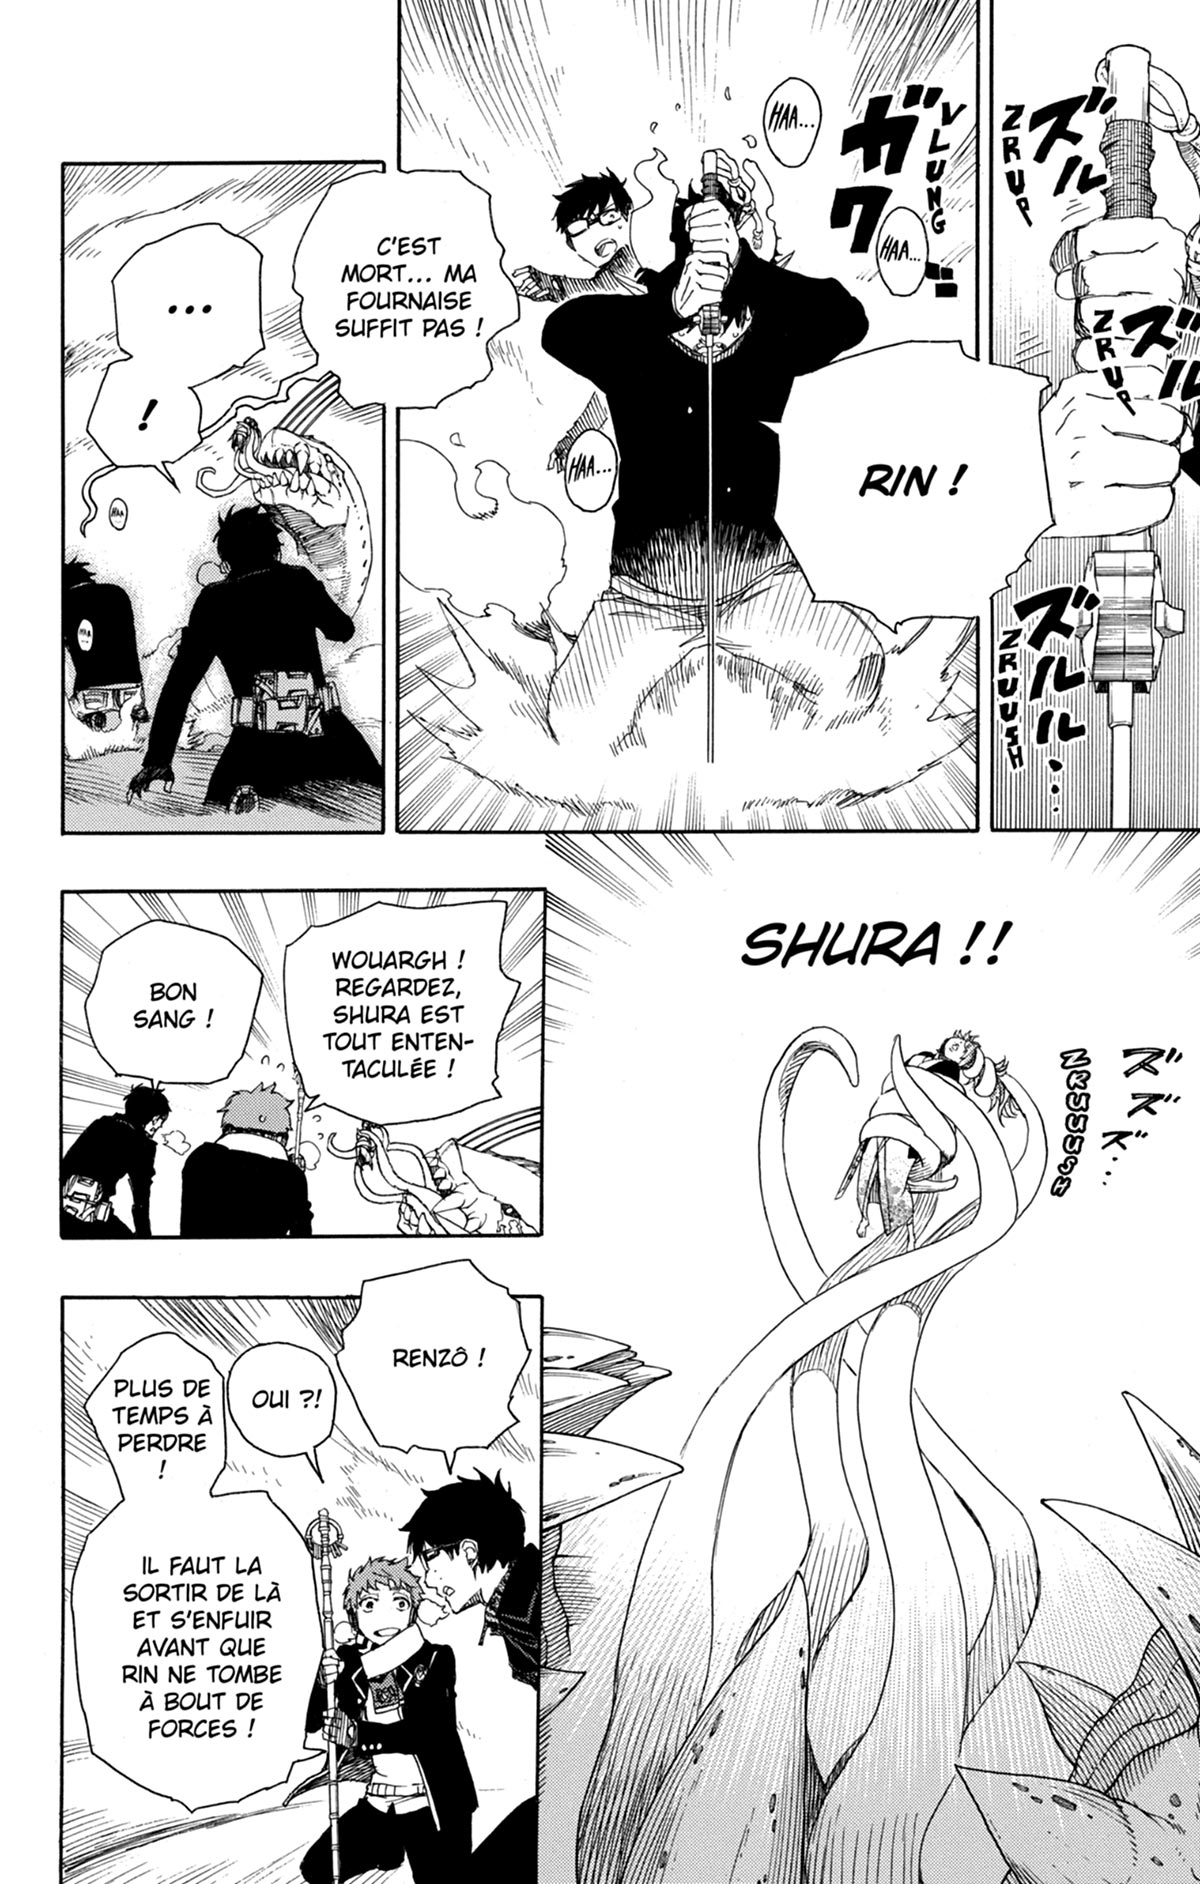 ズル
ZRUP
ズル
ZRUP
ズルル...
ZRUUSH
ガク
VLUNG
HAA...
HAA...
HAA...
RIN !
C'EST
MORT... MA
FOURNAISE
SUFFIT PAS !
...
!
HAA
HAA
SHURA !!
ズズズ...
ZRUUUUSH
WOUARGH !
REGARDEZ,
SHURA EST
TOUT ENTEN-
TACULÉE !
BON
SANG !
RENZÔ !
OUI ?!
PLUS DE
TEMPS À
PERDRE
!
IL FAUT LA
SORTIR DE LÀ
ET S'ENFUIR
AVANT QUE
RIN NE TOMBE
À BOUT DE
FORCES !